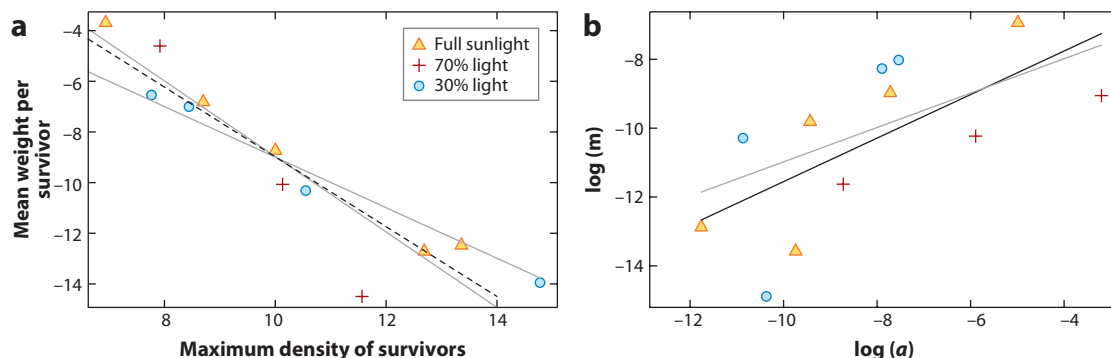 a
−4
−6
−8
−10
−12
−14
Mean weight per
survivor
8
10
12
14
Maximum density of survivors
Full sunlight
70% light
30% light
b
−8
−10
−12
−14
log (m)
−12
−10
−8
−6
−4
log (a)